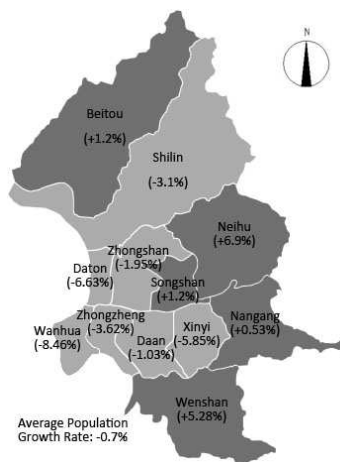 Beitou
(+1.2%)
Shilin
(-3.1%)
Neihu
(+6.9%)
Zhongshan
(-1.95%)
Daton
(-6.63%)
Songshan
(+1.2%)
Nangang
(+0.53%)
Wanhua
(-8.46%)
Zhongzheng
(-3.62%)
Daan
(-1.03%)
Xinyi
(-5.85%)
Wenshan
(+5.28%)
Average Population
Growth Rate: -0.7%